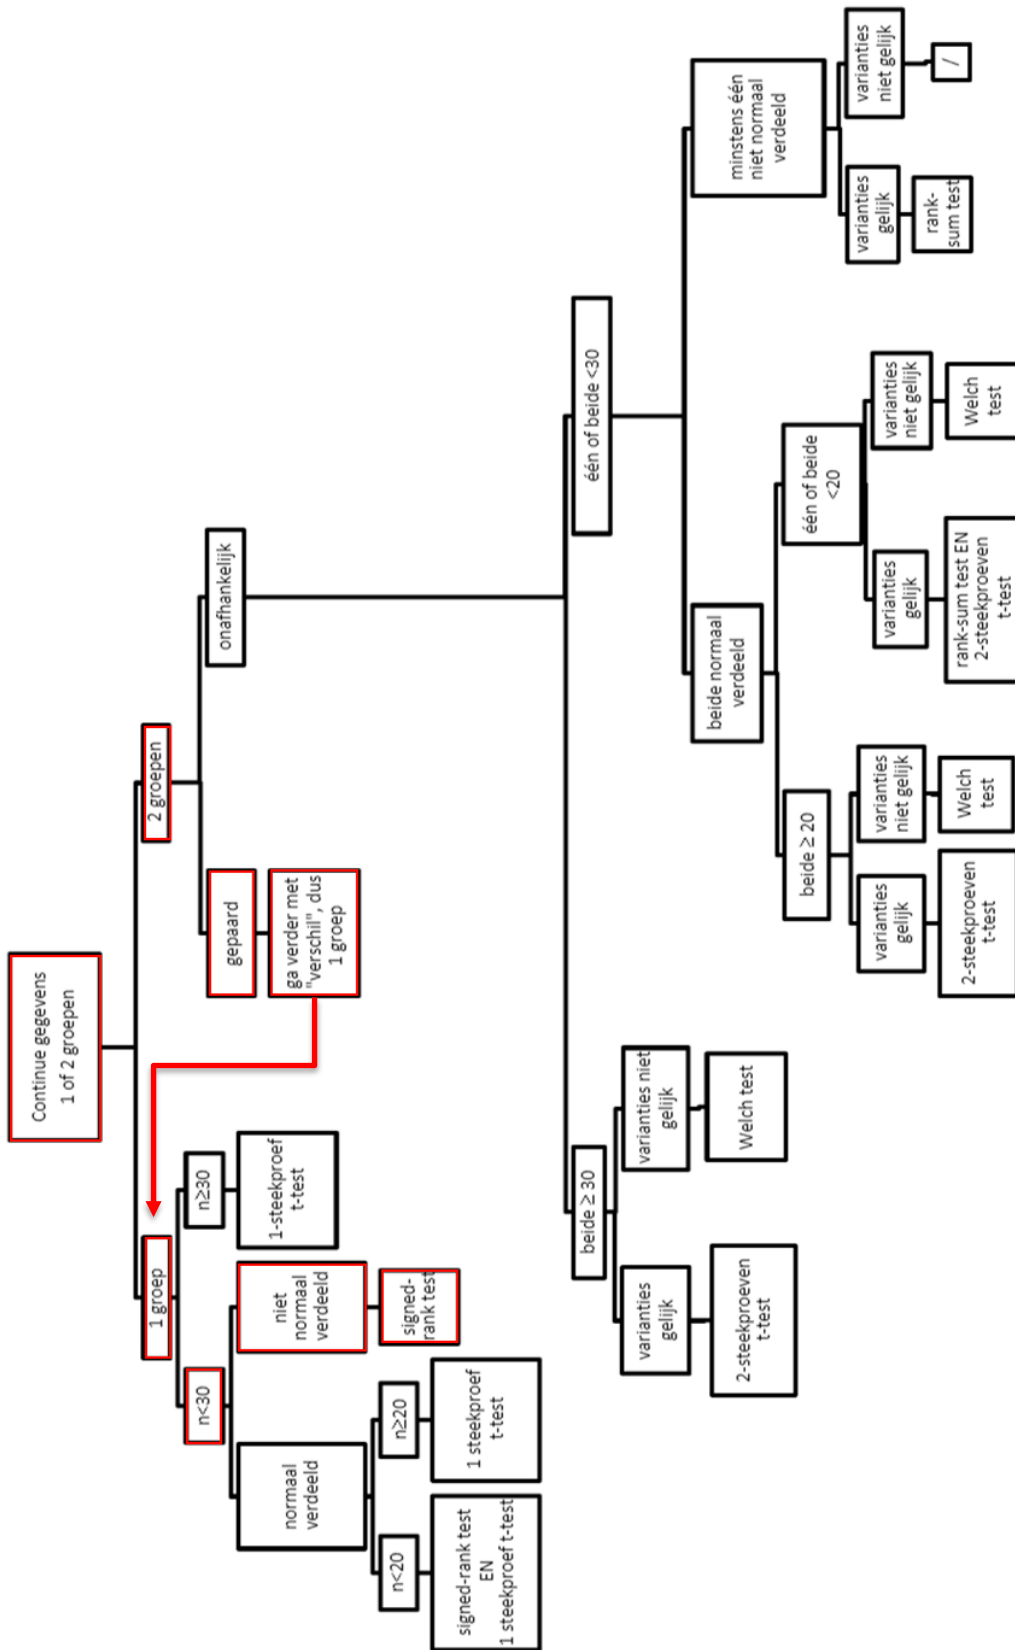 Continue gegevens
1 of 2 groepen
1 groep
2 groepen
n<30
n≥30
gepaard
onafhankelijk
normaal
verdeeld
niet
normaal
verdeeld
1-steekproef
t-test
ga verder met
"verschil", dus
1 groep
n<20
n≥20
signed-
rank test
signed-rank test
EN
1 steekproef t-test
1 steekproef
t-test
beide ≥ 30
één of beide <30
varianties
gelijk
varianties niet
gelijk
beide normaal
verdeeld
minstens één
niet normaal
verdeeld
2-steekproeven
t-test
Welch test
beide ≥ 20
één of beide
<20
varianties
gelijk
varianties
niet gelijk
varianties
gelijk
varianties
niet gelijk
varianties
gelijk
varianties
niet gelijk
2-steekproeven
t-test
Welch
test
rank-sum test EN
2-steekproeven
t-test
Welch
test
rank-
sum test
/